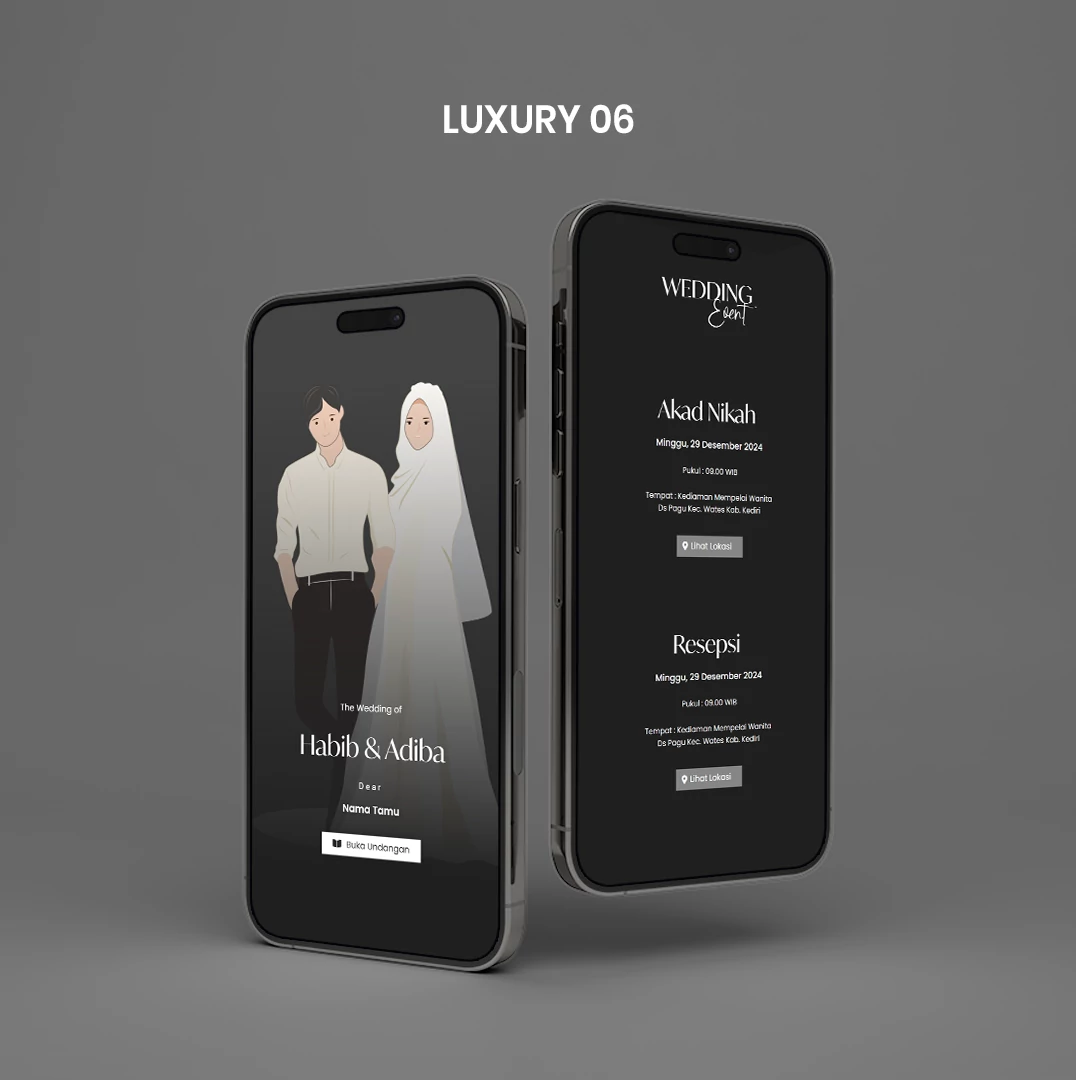 LUXURY 06
The Wedding of
Habib & Adiba
Dear
Nama Tamu
Buka Undangan
WEDDING
Event
Akad Nikah
Minggu, 29 Desember 2024
Pukul : 09.00 WIB
Tempat : Kediaman Mempelai Wanita
Ds Pagu Kec. Wates Kab. Kediri
Lihat Lokasi
Resepsi
Minggu, 29 Desember 2024
Pukul : 09.00 WIB
Tempat : Kediaman Mempelai Wanita
Ds Pagu Kec. Wates Kab. Kediri
Lihat Lokasi